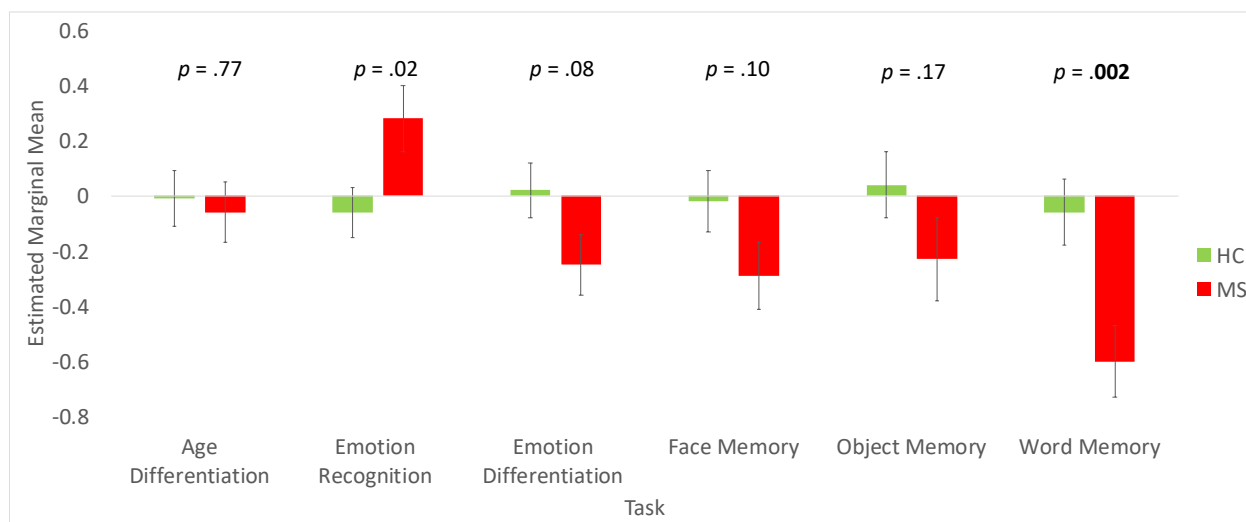 0.6
p = .77 p = .02 p = .08 p = .10 p = .17 p = .002
0.4
0.2
0
-0.2
-0.4
-0.6
-0.8
Estimated Marginal Mean
HC
MS
Age Differentiation
Emotion Recognition
Emotion Differentiation
Face Memory
Object Memory
Word Memory
Task